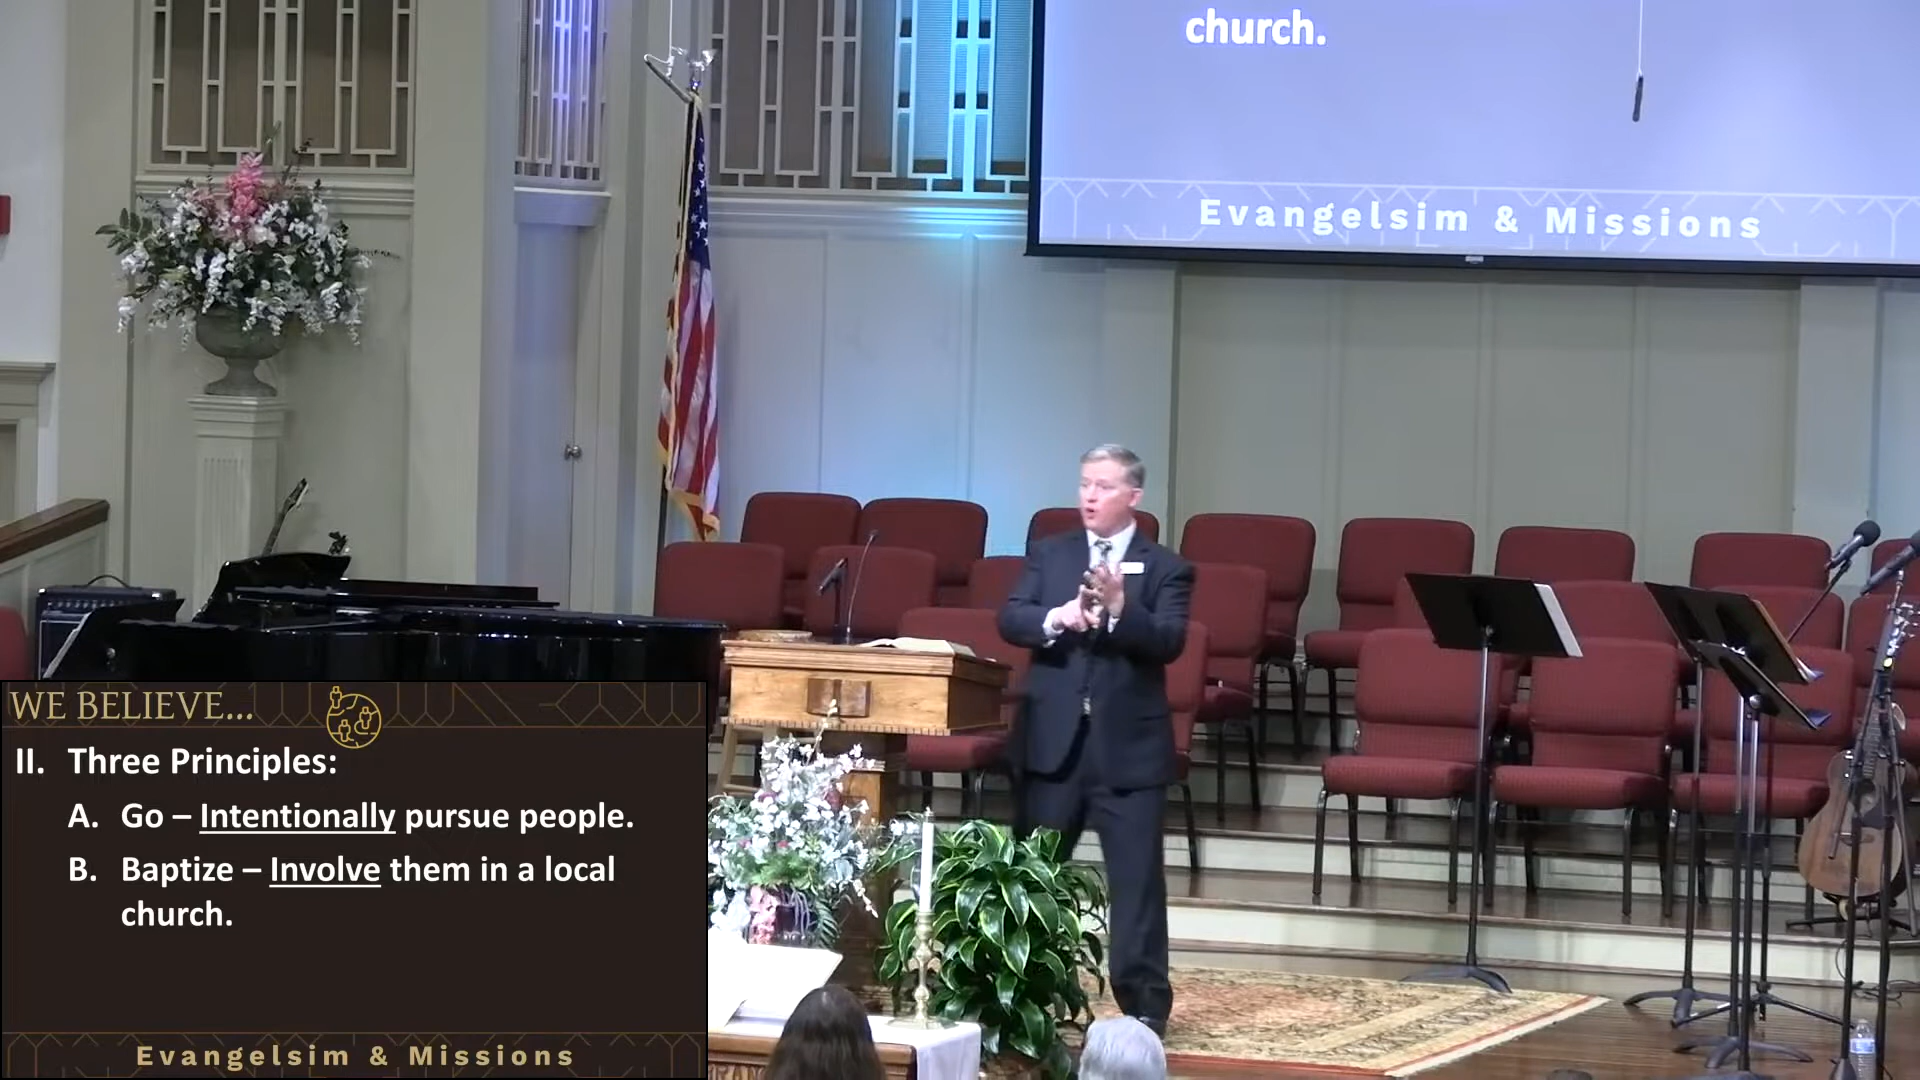 church.
Evangelsim & Missions
WE BELIEVE...
II. Three Principles:
A. Go – Intentionally pursue people.
B. Baptize – Involve them in a local
church.
Evangelsim & Missions